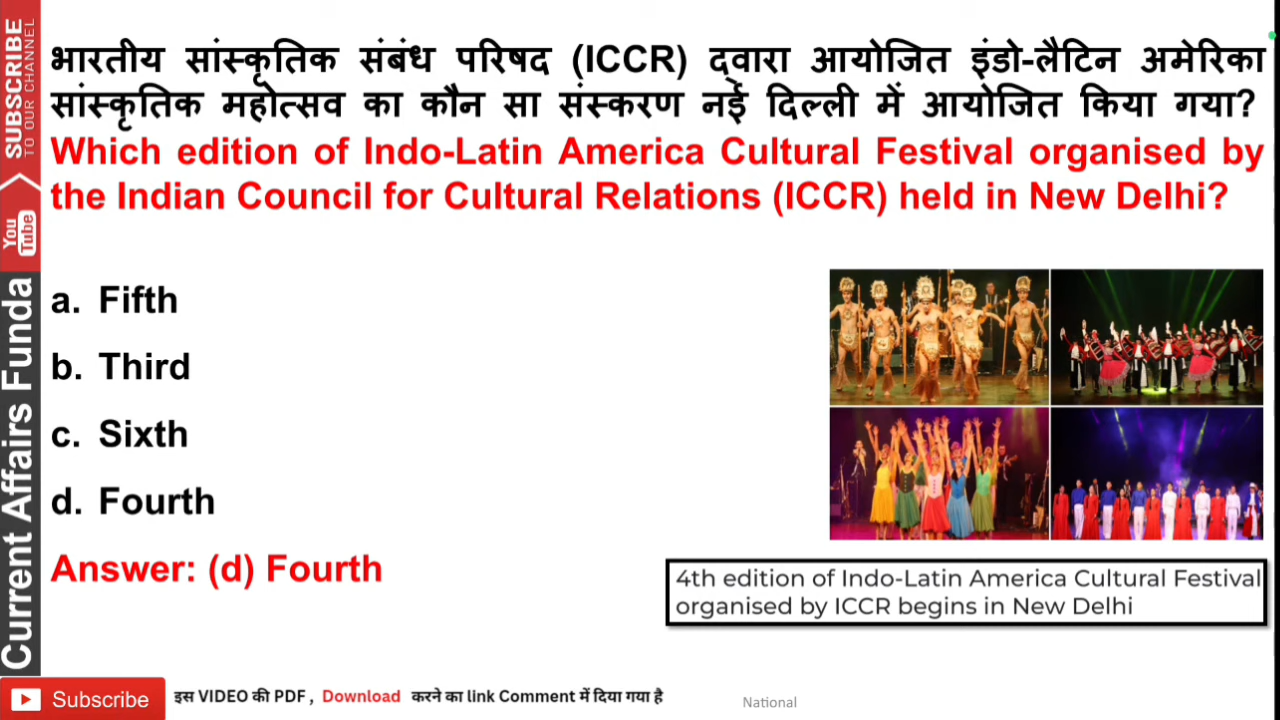 SUBSCRIBE
TO OUR CHANNEL
You
Tube
Current Affairs Funda
भारतीय सांस्कृतिक संबंध परिषद (ICCR) द्वारा आयोजित इंडो-लैटिन अमेरिका
सांस्कृतिक महोत्सव का कौन सा संस्करण नई दिल्ली में आयोजित किया गया?
Which edition of Indo-Latin America Cultural Festival organised by
the Indian Council for Cultural Relations (ICCR) held in New Delhi?
a. Fifth
b. Third
c. Sixth
d. Fourth
Answer: (d) Fourth
4th edition of Indo-Latin America Cultural Festival
organised by ICCR begins in New Delhi
Subscribe
इस VIDEO की PDF , Download करने का link Comment में दिया गया है
National